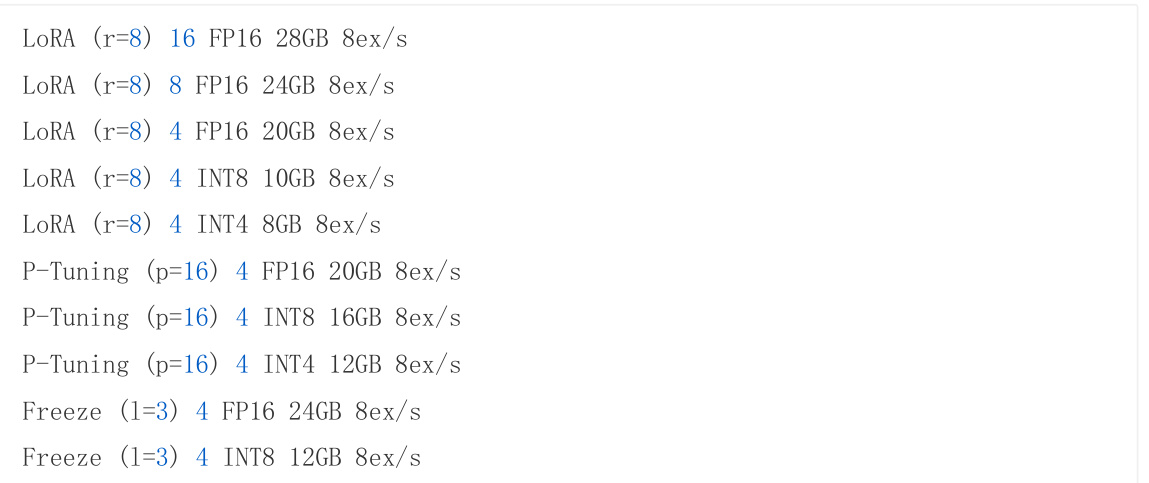 LoRA (r=8) 16 FP16 28GB 8ex/s
LoRA (r=8) 8 FP16 24GB 8ex/s
LoRA (r=8) 4 FP16 20GB 8ex/s
LoRA (r=8) 4 INT8 10GB 8ex/s
LoRA (r=8) 4 INT4 8GB 8ex/s
P-Tuning (p=16) 4 FP16 20GB 8ex/s
P-Tuning (p=16) 4 INT8 16GB 8ex/s
P-Tuning (p=16) 4 INT4 12GB 8ex/s
Freeze (l=3) 4 FP16 24GB 8ex/s
Freeze (l=3) 4 INT8 12GB 8ex/s